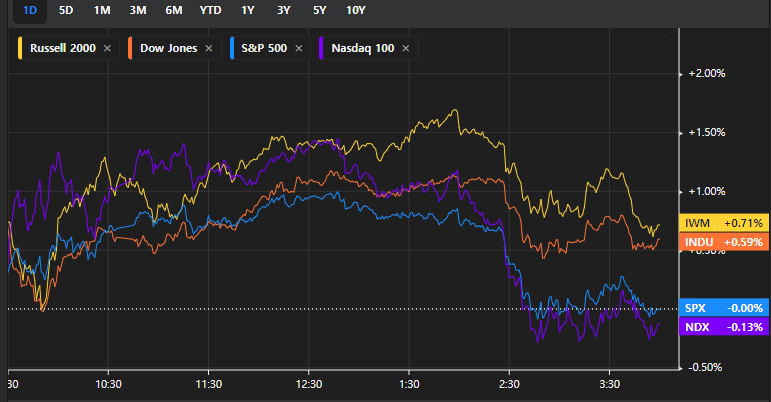 1D 5D 1M 3M 6M YTD 1Y 3Y 5Y 10Y
Russell 2000 × Dow Jones × S&P 500 × Nasdaq 100 ×
+2.00%
+1.50%
+1.00%
IWM +0.71%
INDU +0.59%
SPX -0.00%
NDX -0.13%
-0.50%
:30 10:30 11:30 12:30 1:30 2:30 3:30